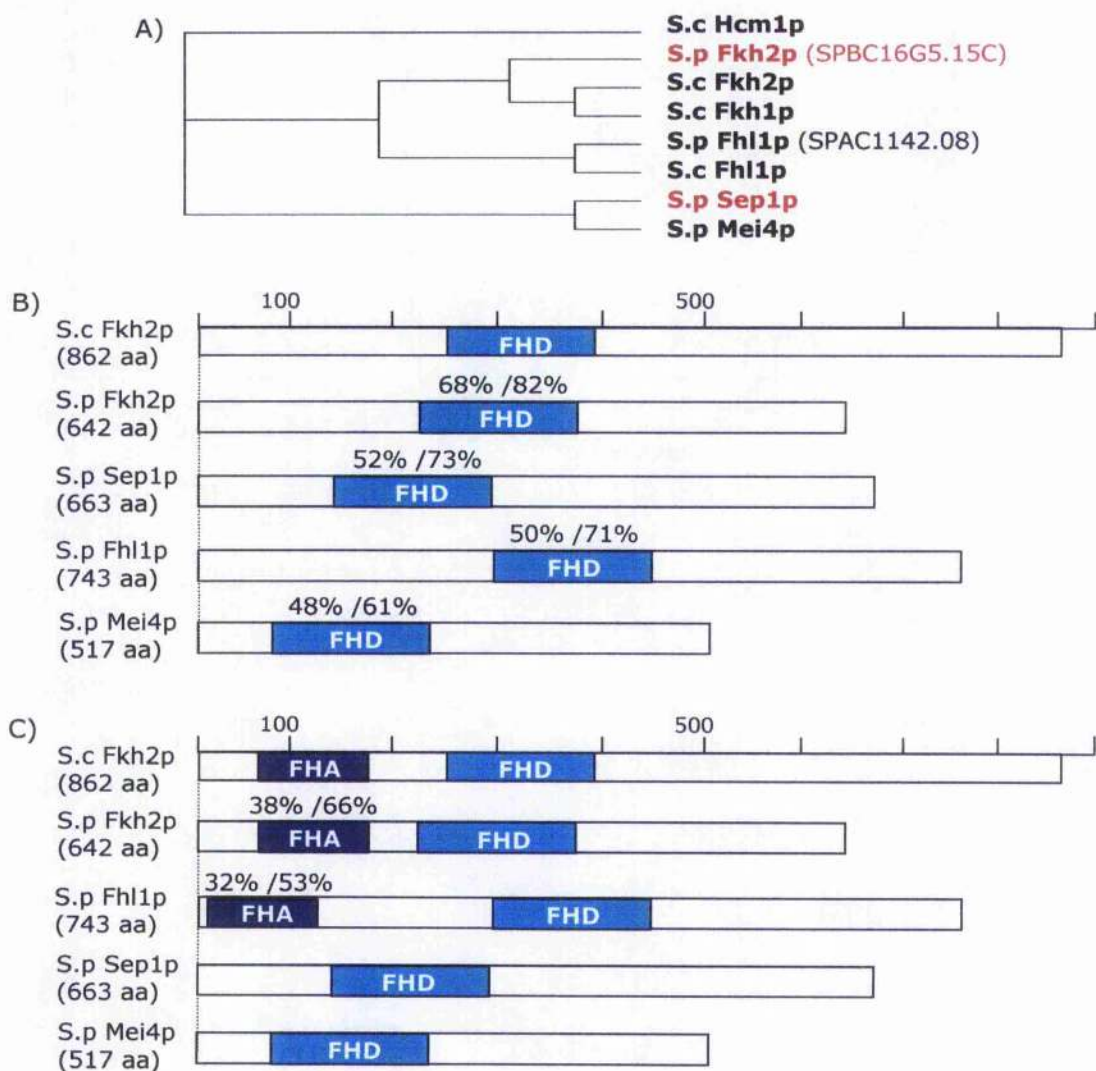 A)
S.c Hcm1p
S.p Fkh2p (SPBC16G5.15C)
S.c Fkh2p
S.c Fkh1p
S.p Fhl1p (SPAC1142.08)
S.c Fhl1p
S.p Sep1p
S.p Mei4p
B)
100 500
S.c Fkh2p
(862 aa)
FHD
68% /82%
S.p Fkh2p
(642 aa)
FHD
52% /73%
S.p Sep1p
(663 aa)
FHD
50% /71%
S.p Fhl1p
(743 aa)
FHD
48% /61%
S.p Mei4p
(517 aa)
FHD
C)
100 500
S.c Fkh2p
(862 aa)
FHA FHD
38% /66%
S.p Fkh2p
(642 aa)
FHA FHD
32% /53%
S.p Fhl1p
(743 aa)
FHA FHD
S.p Sep1p
(663 aa)
FHD
S.p Mei4p
(517 aa)
FHD